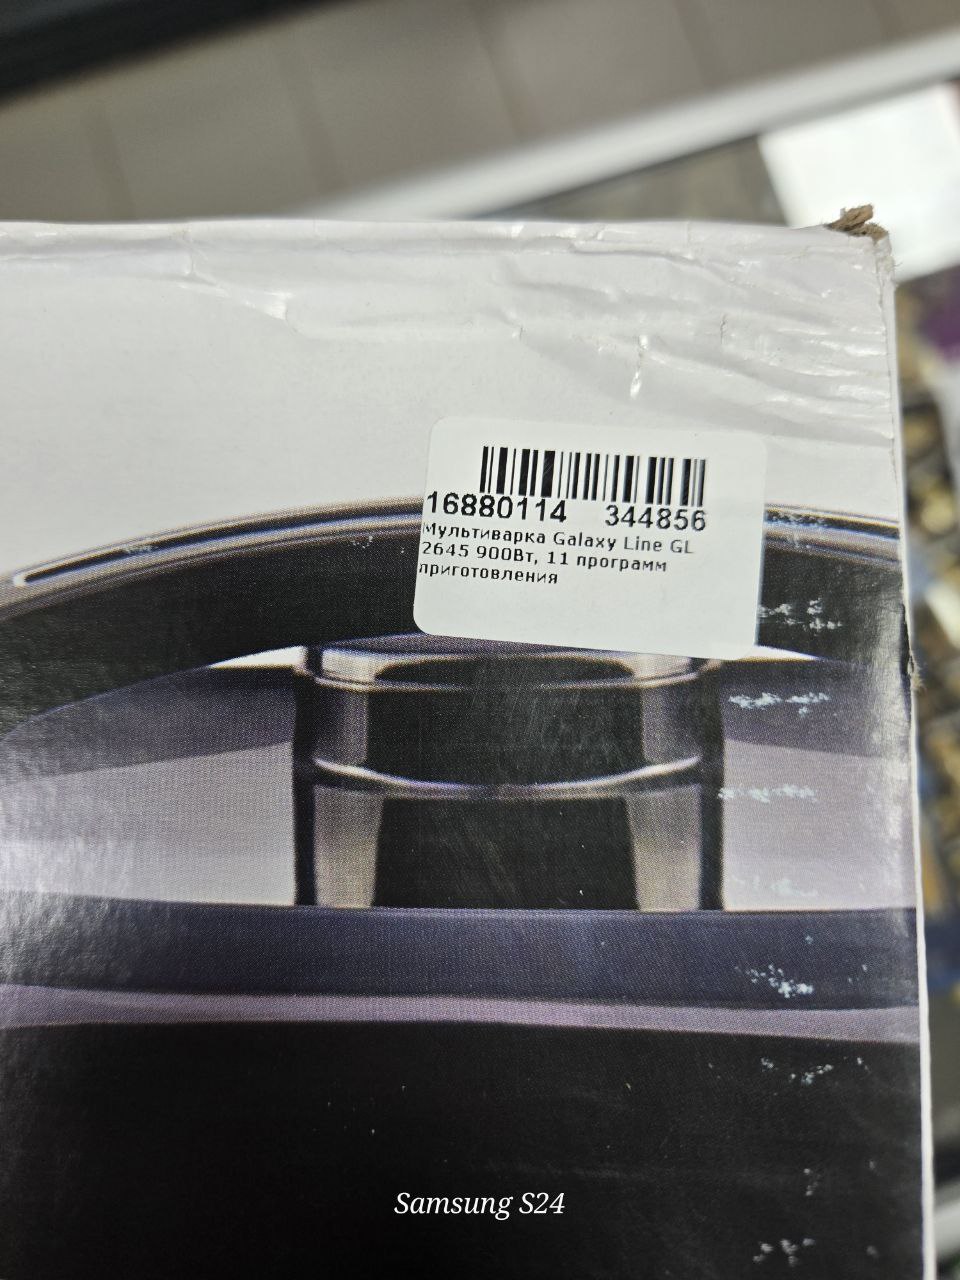 16880114 344856
Мультиварка Galaxy Line GL
2645 900Вт, 11 программ
приготовления
Samsung S24